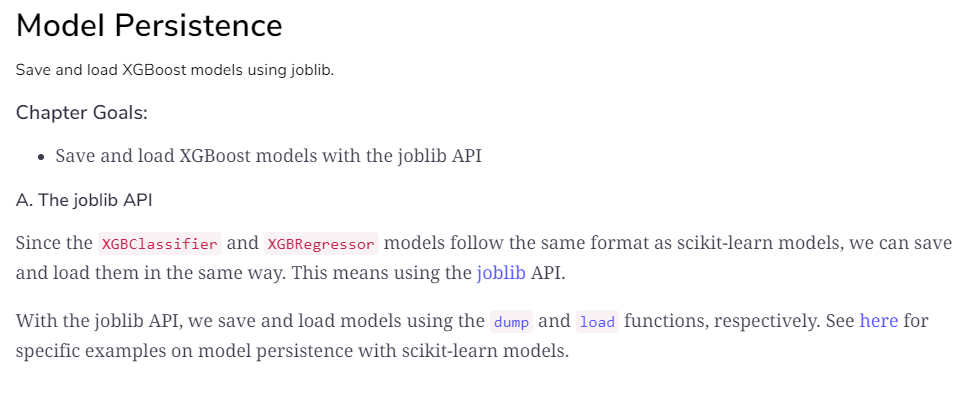 Model Persistence
Save and load XGBoost models using joblib.
Chapter Goals:
• Save and load XGBoost models with the joblib API
A. The joblib API
Since the XGBClassifier and XGBRegressor models follow the same format as scikit-learn models, we can save
and load them in the same way. This means using the joblib API.
With the joblib API, we save and load models using the dump and load functions, respectively. See here for
specific examples on model persistence with scikit-learn models.